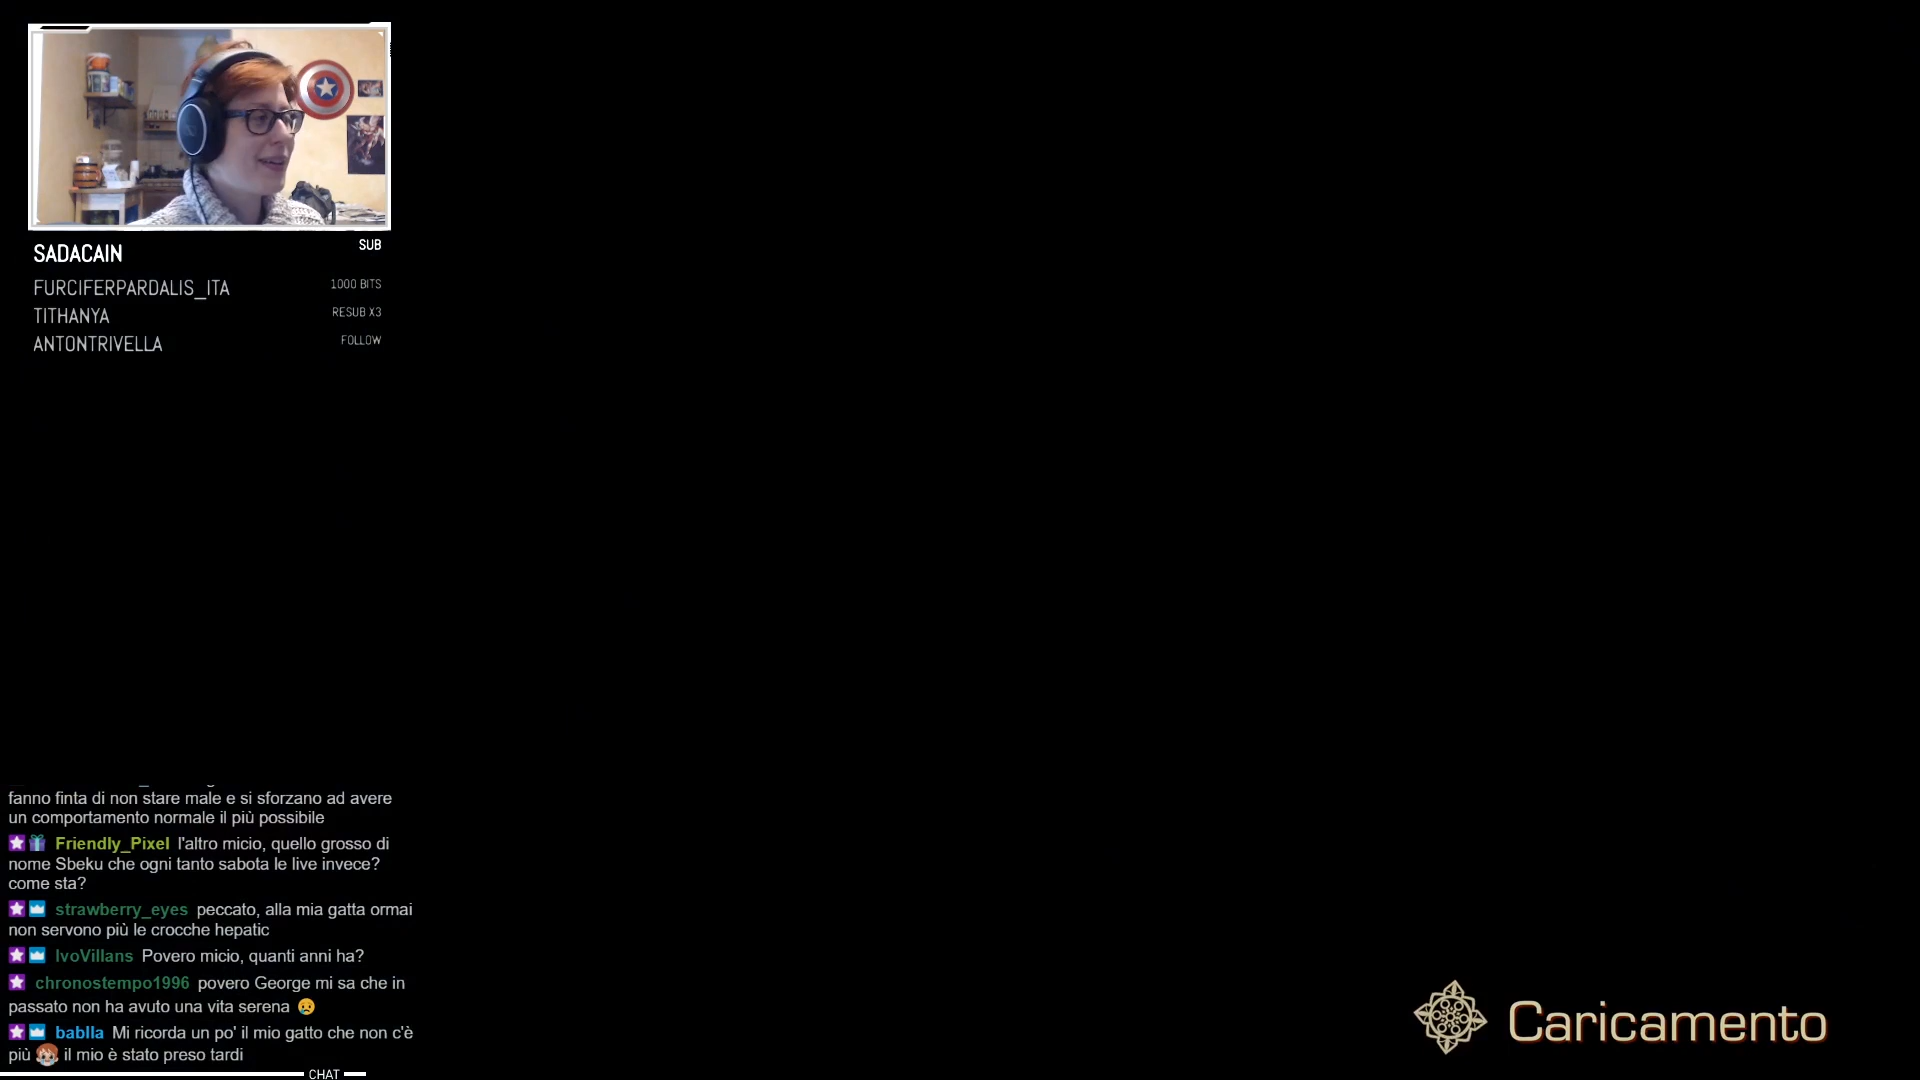 SADACAIN SUB
FURCIFERPARDALIS_ITA 1000 BITS
TITHANYA RESUB X3
ANTONTRIVELLA FOLLOW
fanno finta di non stare male e si sforzano ad avere
un comportamento normale il più possibile
Friendly_Pixel l'altro micio, quello grosso di
nome Sbeku che ogni tanto sabota le live invece?
come sta?
strawberry_eyes peccato, alla mia gatta ormai
non servono più le crocche hepatic
IvoVillans Povero micio, quanti anni ha?
chronostempo1996 povero George mi sa che in
passato non ha avuto una vita serena 😥
bablla Mi ricorda un po' il mio gatto che non c'è
più il mio è stato preso tardi
CHAT
Caricamento